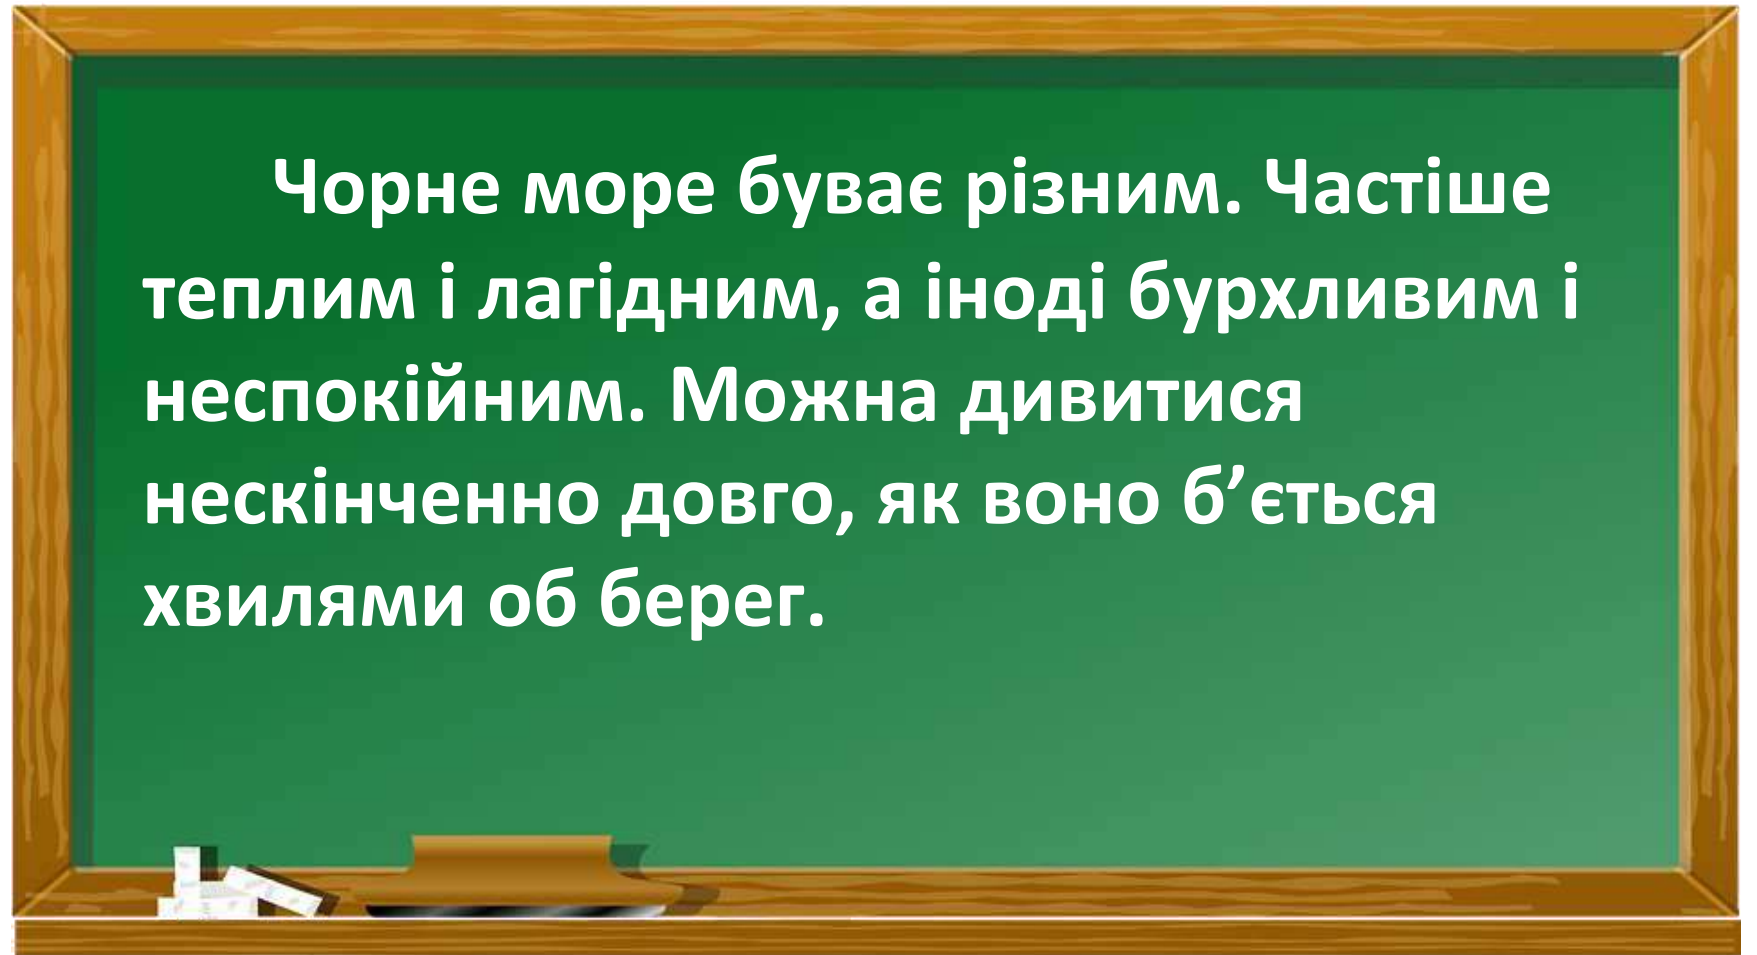 Чорне море буває різним. Частіше
теплим і лагідним, а іноді бурхливим і
неспокійним. Можна дивитися
нескінченно довго, як воно б’ється
хвилями об берег.